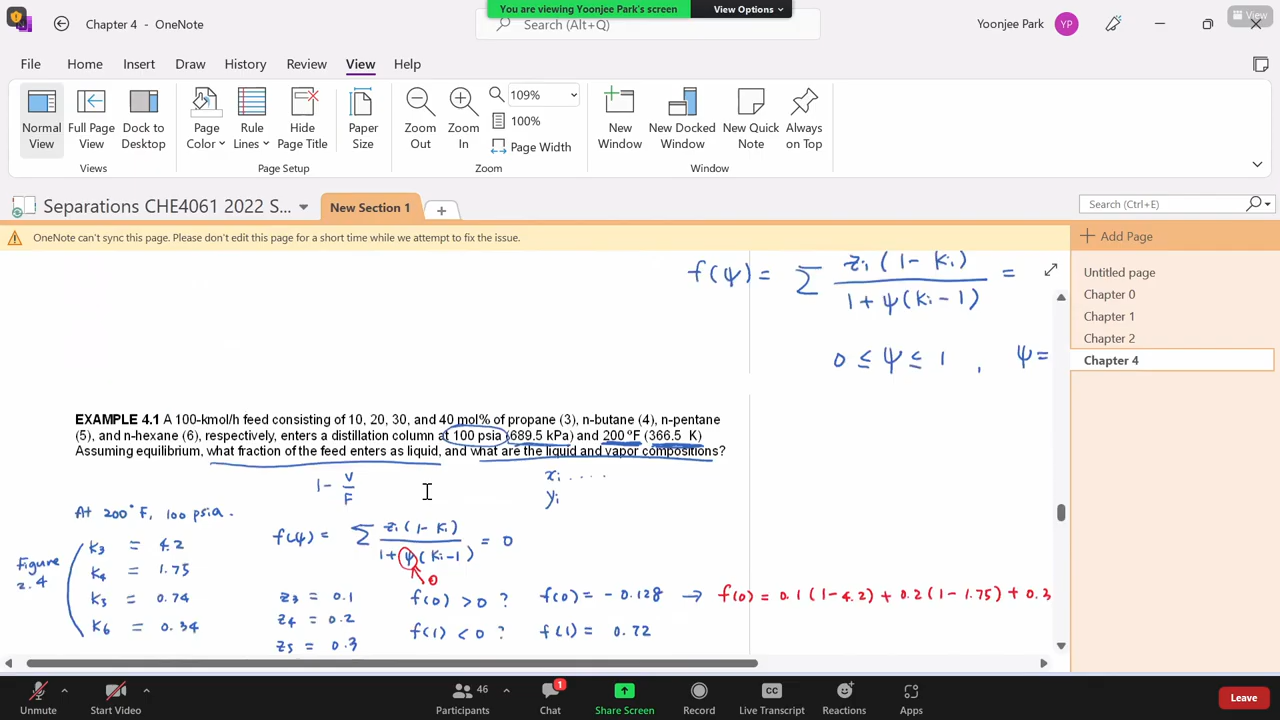 You are viewing Yoonjee Park's screen
View Options
View
Chapter 4 - OneNote
Search (Alt+Q)
Yoonjee Park
YP
File Home Insert Draw History Review View Help
Normal View
Full Page View
Dock to Desktop
Views
Page Color
Rule Lines
Hide Page Title
Paper Size
Page Setup
Zoom Out
Zoom In
109%
100%
Page Width
Zoom
New Window
New Docked Window
New Quick Note
Always on Top
Window
Separations CHE4061 2022 S...
New Section 1
Search (Ctrl+E)
OneNote can't sync this page. Please don't edit this page for a short time while we attempt to fix the issue.
Add Page
Untitled page
Chapter 0
Chapter 1
Chapter 2
Chapter 4
f(ψ) = Σ zi(1-Ki) / 1+ψ(Ki-1) =
0 ≤ ψ ≤ 1 , ψ =
EXAMPLE 4.1 A 100-kmol/h feed consisting of 10, 20, 30, and 40 mol% of propane (3), n-butane (4), n-pentane
(5), and n-hexane (6), respectively, enters a distillation column at 100 psia (689.5 kPa) and 200 ºF (366.5 K)
Assuming equilibrium, what fraction of the feed enters as liquid, and what are the liquid and vapor compositions?
1 - V/F
xi ....
yi
At 200°F, 100 psia.
Figure 2.4
K3 = 4.2
K4 = 1.75
K5 = 0.74
K6 = 0.34
f(ψ) = Σ zi(1-Ki) / 1+ψ(Ki-1) = 0
0
z3 = 0.1
z4 = 0.2
z5 = 0.3
f(0) > 0 ?
f(1) < 0 ?
f(0) = - 0.128 → f(0) = 0.1(1-4.2) + 0.2(1-1.75) + 0.3
f(1) = 0.72
Unmute
Start Video
46
Participants
1
Chat
Share Screen
Record
CC
Live Transcript
Reactions
Apps
Leave